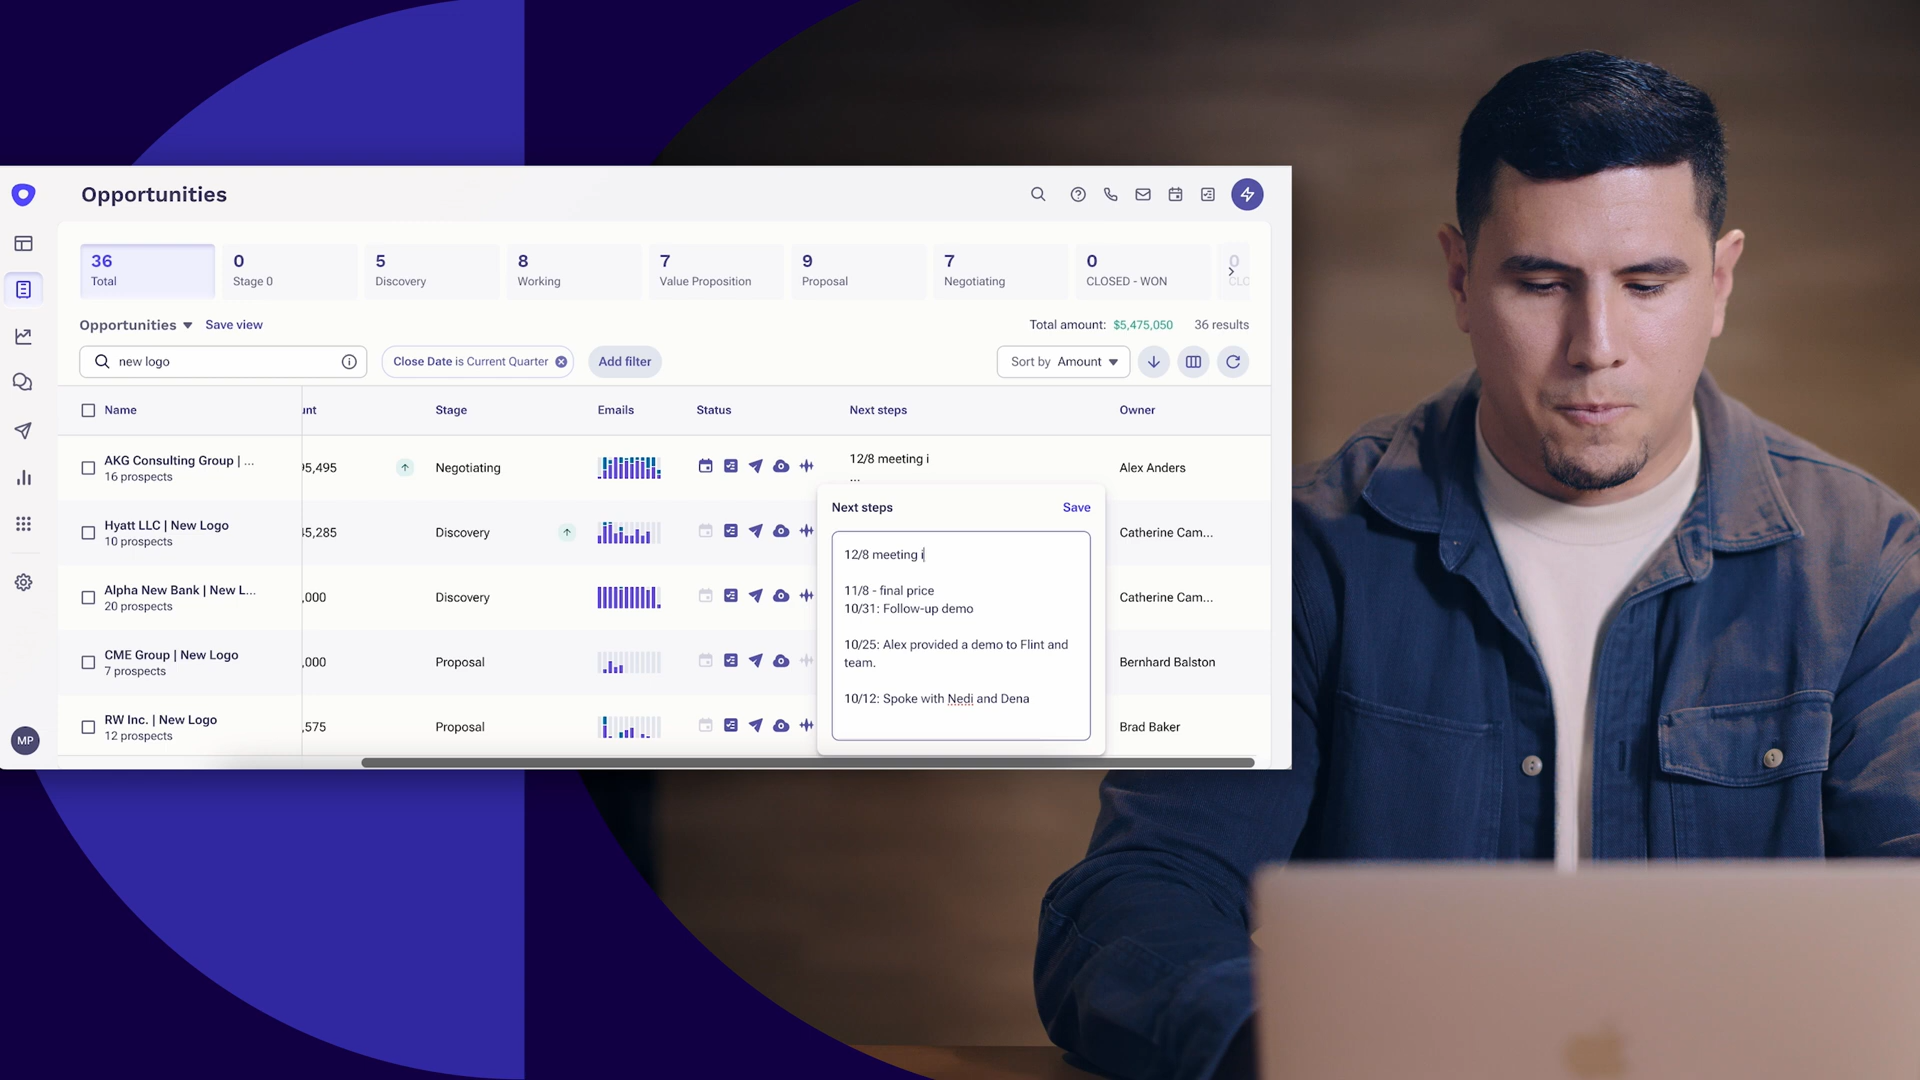 Opportunities
36
Total
0
Stage 0
5
Discovery
8
Working
7
Value Proposition
9
Proposal
7
Negotiating
0
CLOSED - WON
0
CLC
Opportunities
Save view
Total amount: $5,475,050
36 results
new logo
Close Date is Current Quarter
Add filter
Sort by Amount
Name
unt
Stage
Emails
Status
Next steps
Owner
AKG Consulting Group | ...
16 prospects
95,495
Negotiating
12/8 meeting i
...
Alex Anders
Hyatt LLC | New Logo
10 prospects
45,285
Discovery
Catherine Cam...
Alpha New Bank | New L...
20 prospects
,000
Discovery
Catherine Cam...
CME Group | New Logo
7 prospects
,000
Proposal
Bernhard Balston
RW Inc. | New Logo
12 prospects
,575
Proposal
Brad Baker
Next steps
Save
12/8 meeting i
11/8 - final price
10/31: Follow-up demo
10/25: Alex provided a demo to Flint and
team.
10/12: Spoke with Nedi and Dena
MP